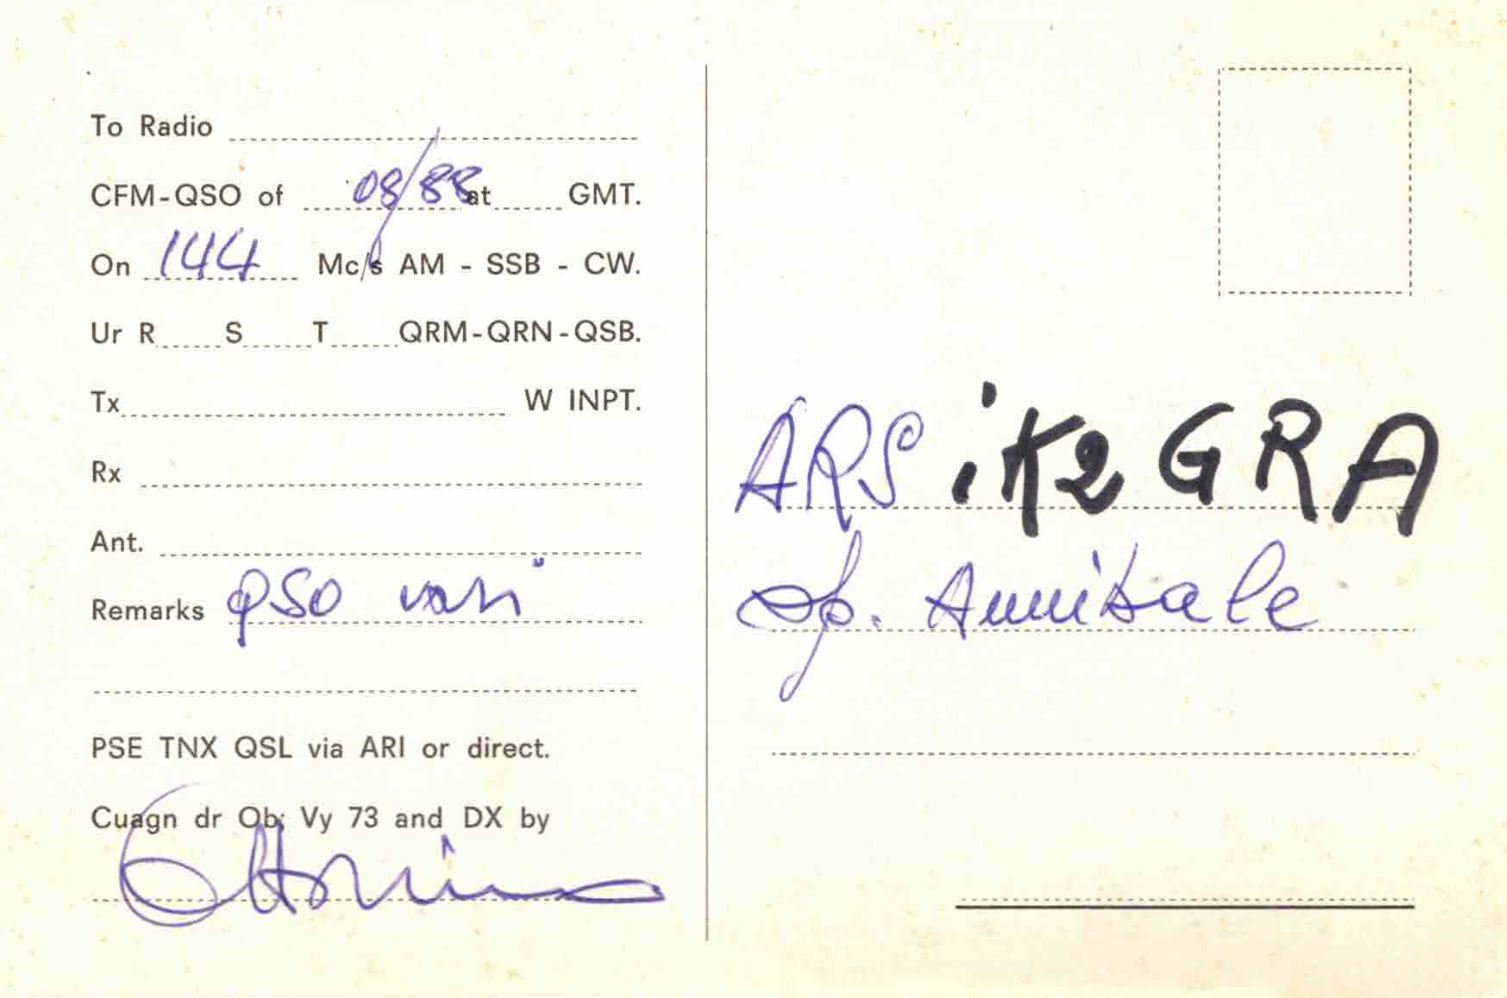 To Radio
CFM-QSO of 08/88 at GMT.
On 144 Mc/s AM - SSB - CW.
Ur R S T QRM-QRN-QSB.
Tx W INPT.
Rx
Ant.
Remarks QSO vari
PSE TNX QSL via ARI or direct.
Cuagn dr Ob; Vy 73 and DX by
ARS iK2GRA
Op. Annibale